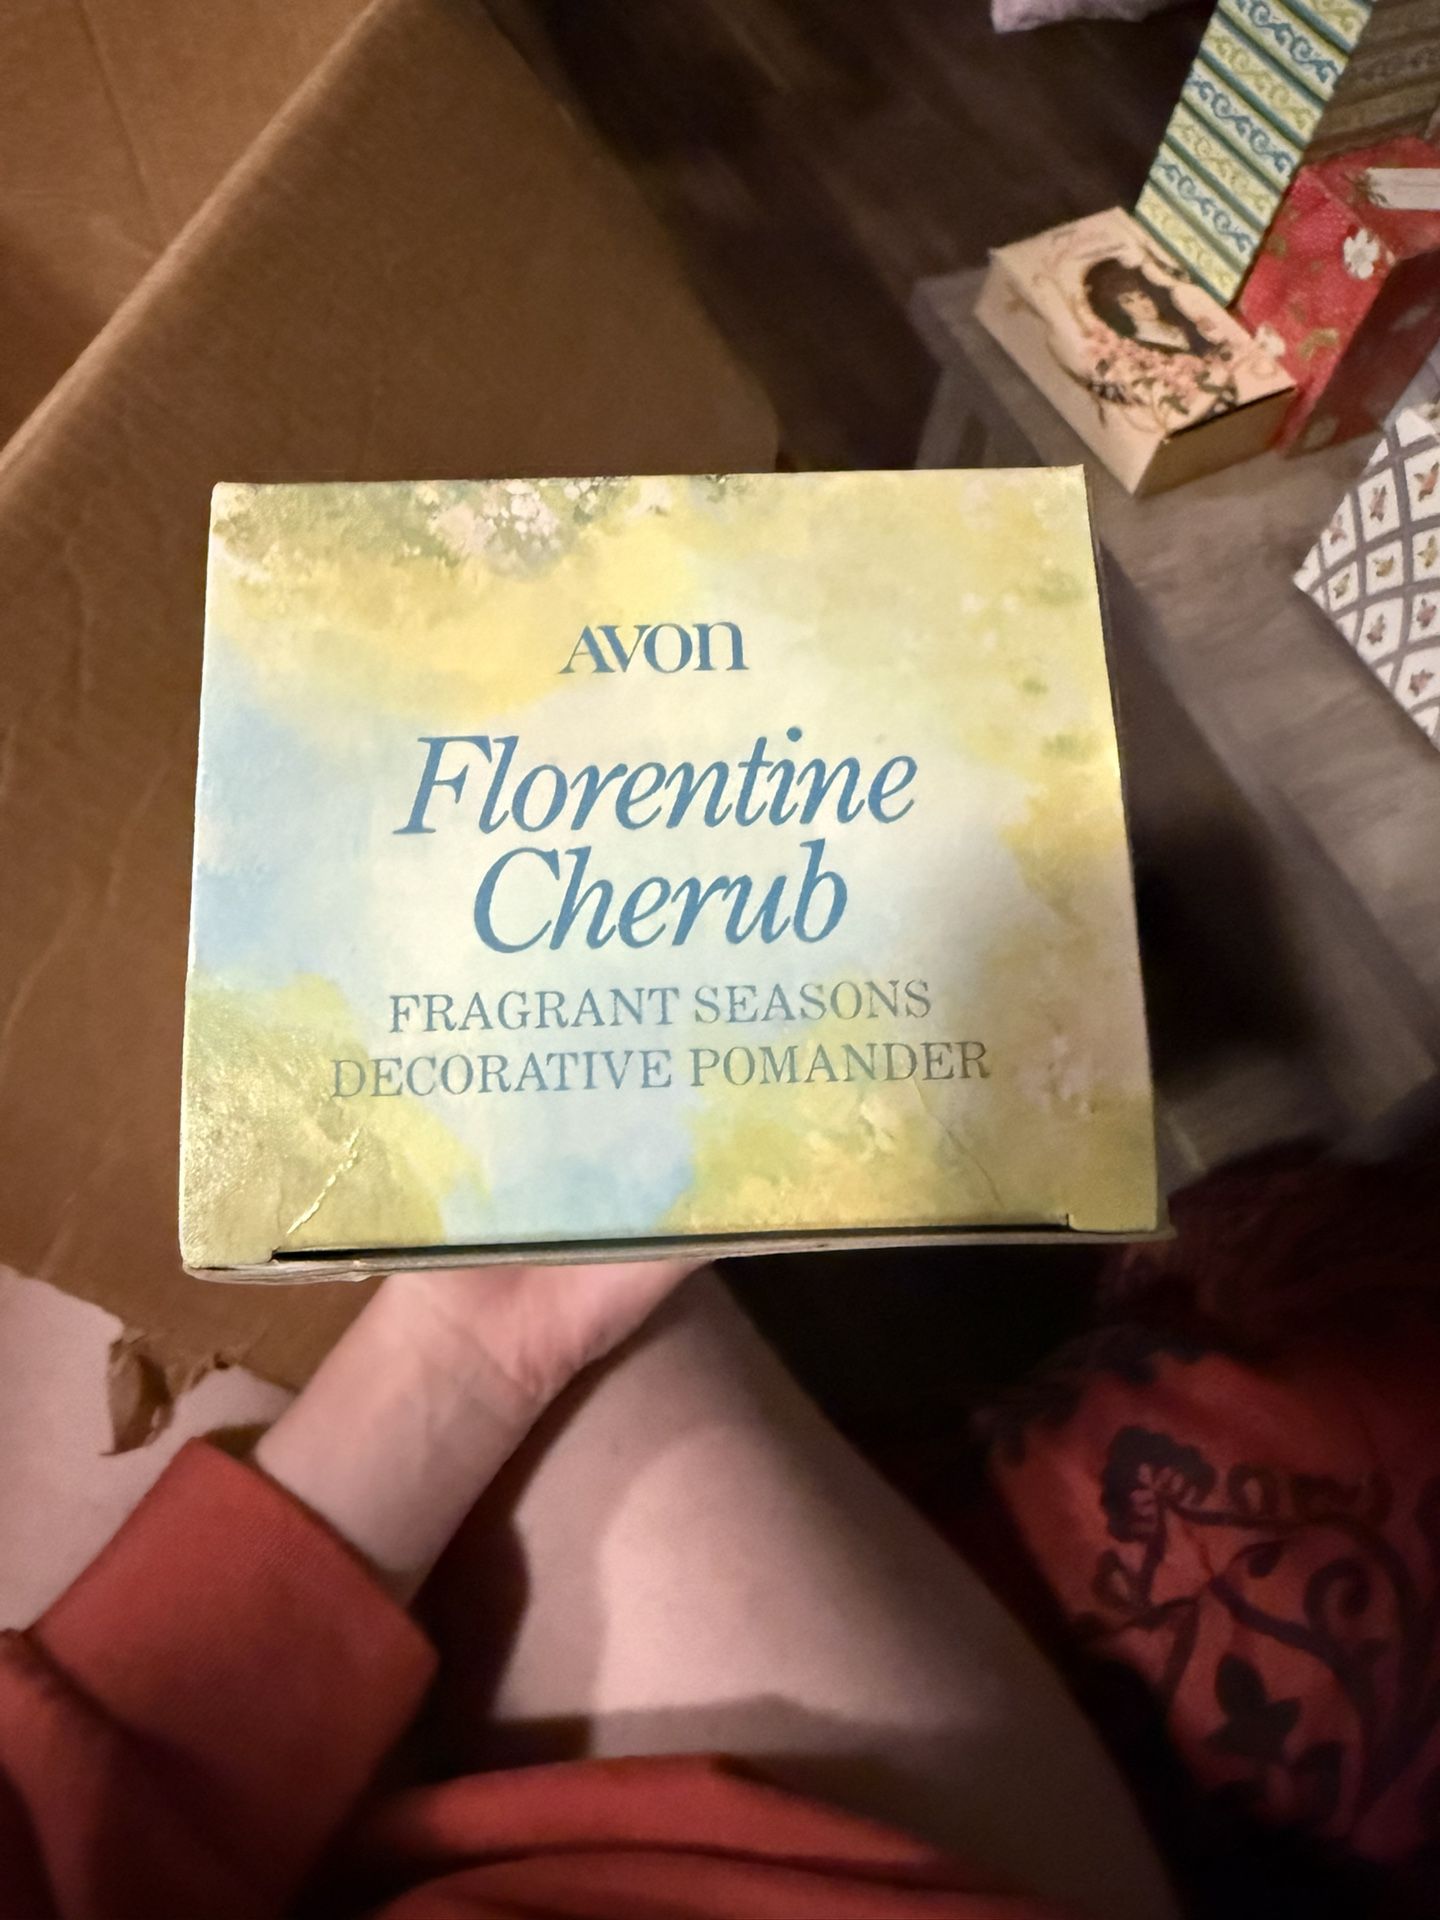 AVON
Florentine
Cherub
FRAGRANT SEASONS
DECORATIVE POMANDER